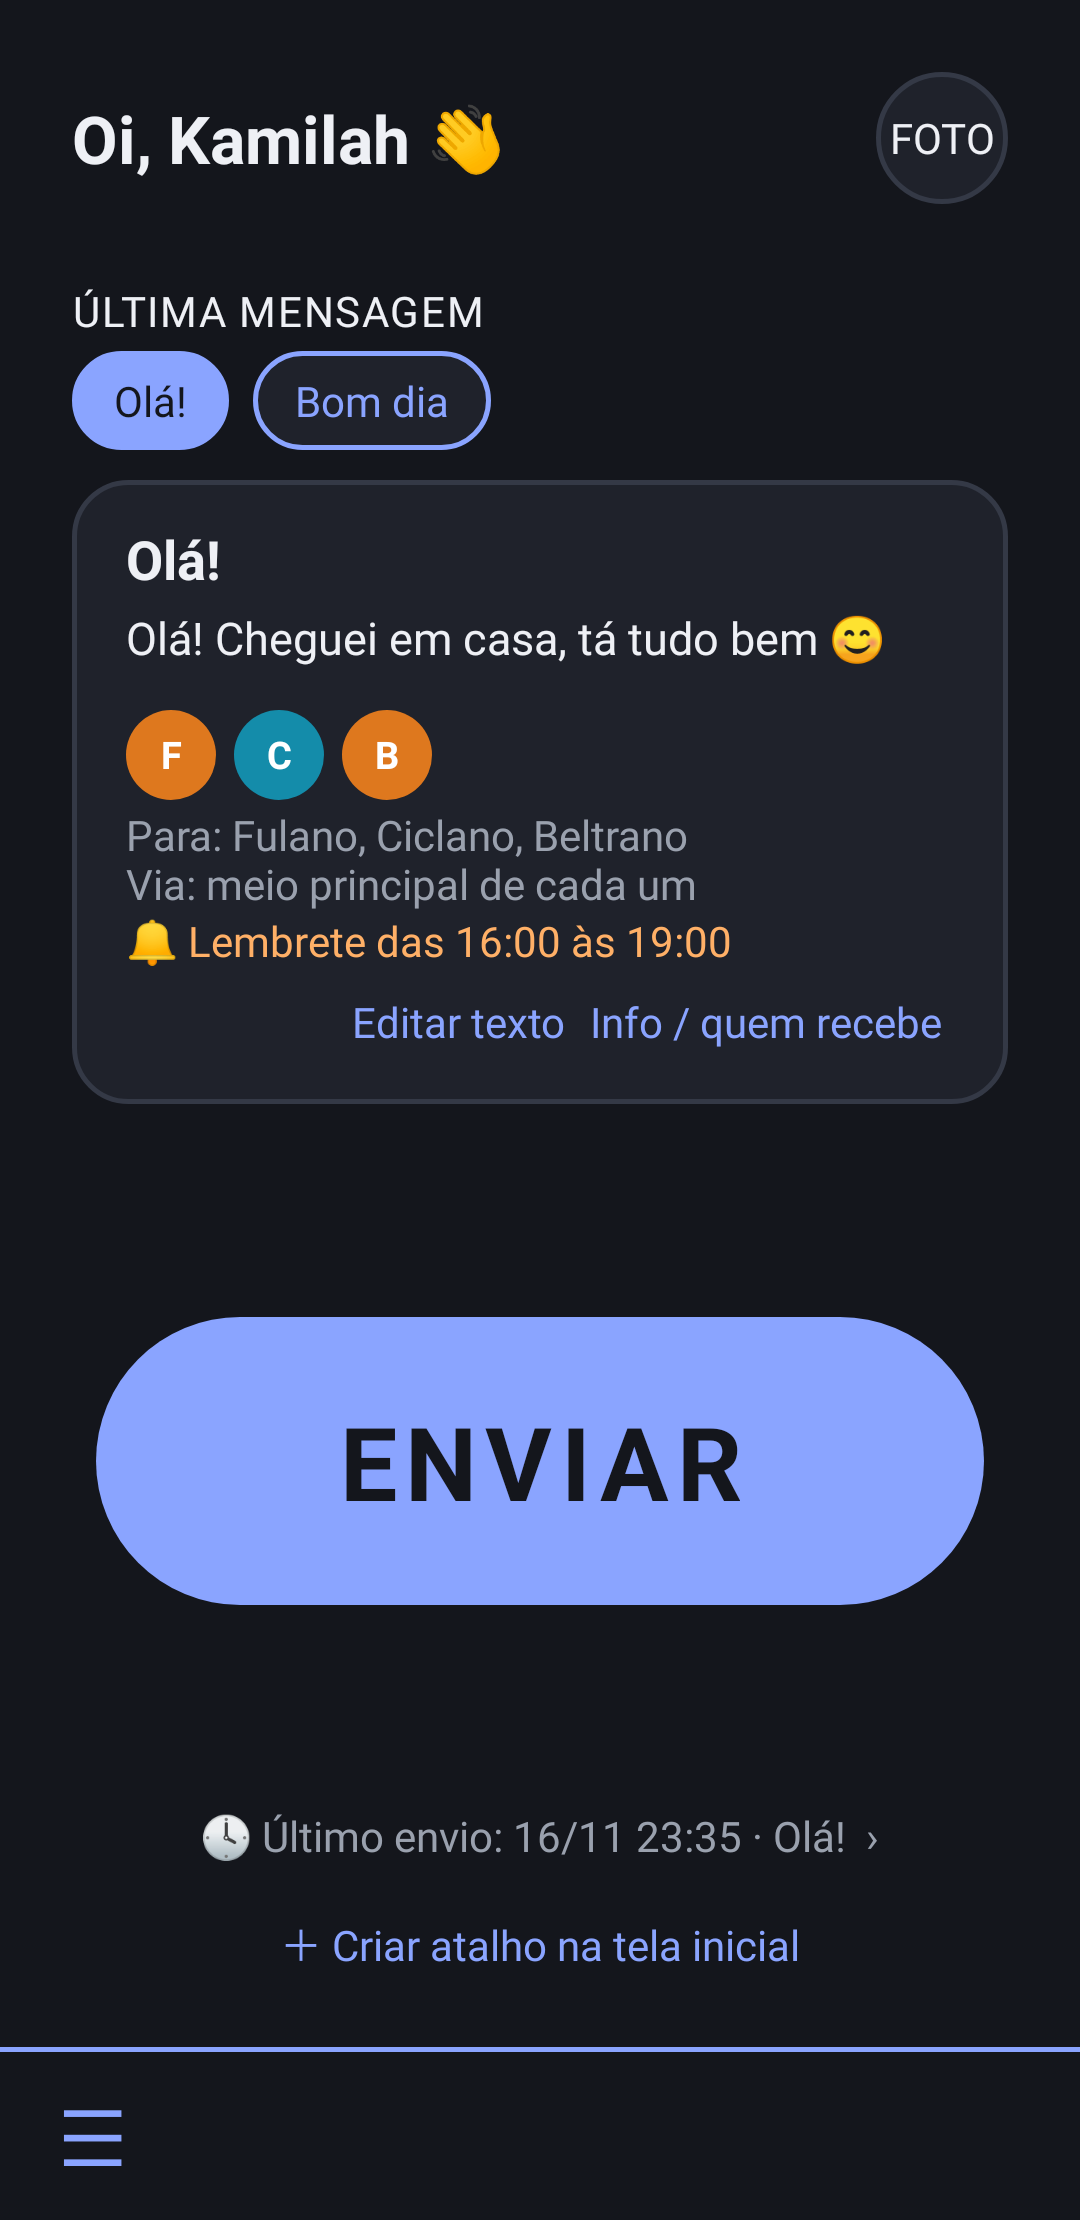 Oi, Kamilah 👋
FOTO
ÚLTIMA MENSAGEM
Olá!
Bom dia
Olá!
Olá! Cheguei em casa, tá tudo bem 😊
F C B
Para: Fulano, Ciclano, Beltrano
Via: meio principal de cada um
🔔 Lembrete das 16:00 às 19:00
Editar texto Info / quem recebe
ENVIAR
🕓 Último envio: 16/11 23:35 · Olá! ›
+ Criar atalho na tela inicial